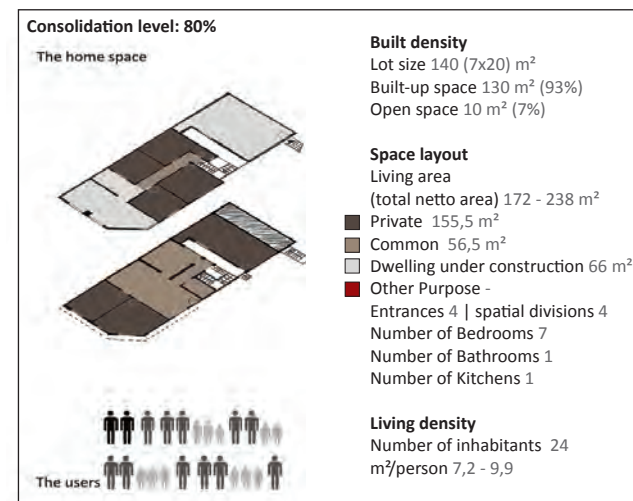 Consolidation level: 80%
The home space
The users
Built density
Lot size 140 (7x20) m²
Built-up space 130 m² (93%)
Open space 10 m² (7%)
Space layout
Living area
(total netto area) 172 - 238 m²
Private 155,5 m²
Common 56,5 m²
Dwelling under construction 66 m²
Other Purpose -
Entrances 4 | spatial divisions 4
Number of Bedrooms 7
Number of Bathrooms 1
Number of Kitchens 1
Living density
Number of inhabitants 24
m²/person 7,2 - 9,9